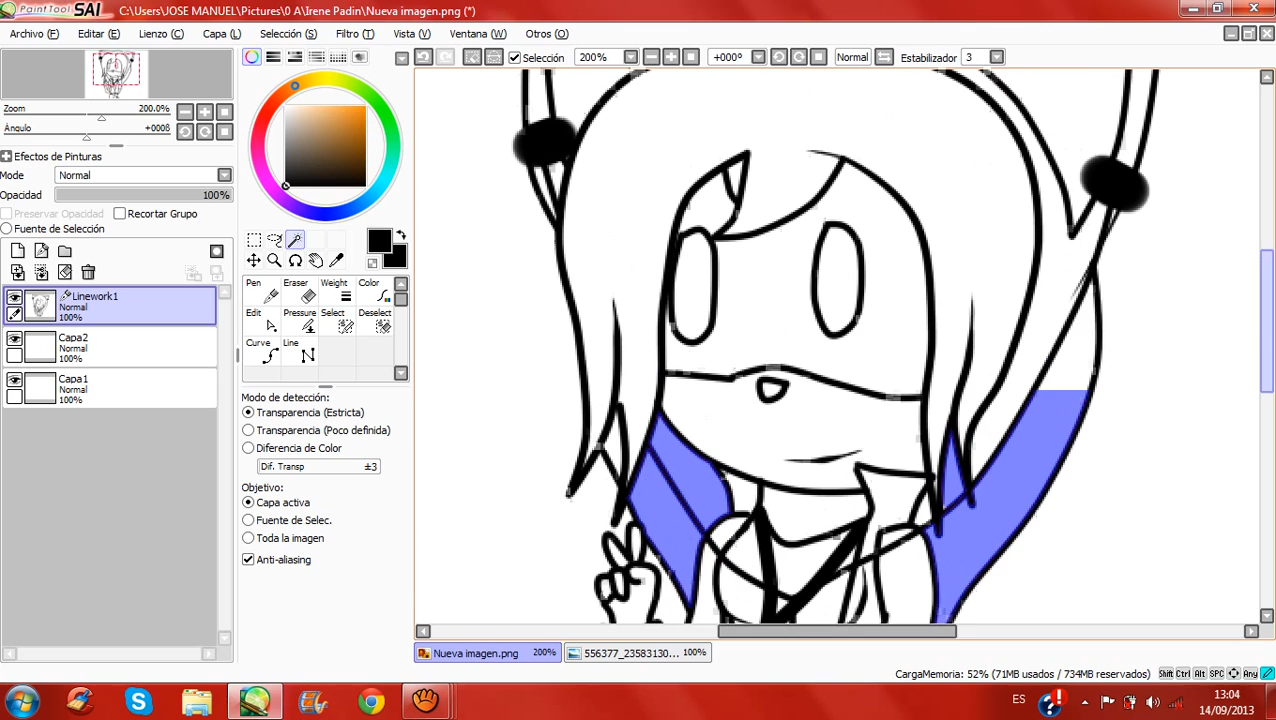 PaintTool SAI C:\Users\JOSE MANUEL\Pictures\0 A\Irene Padin\Nueva imagen.png (*)
Archivo (F) Editar (E) Lienzo (C) Capa (L) Selección (S) Filtro (T) Vista (V) Ventana (W) Otros (O)
Selección 200% +000º Normal Estabilizador 3
Zoom 200.0%
Ángulo +000ß
Efectos de Pinturas
Mode Normal
Opacidad 100%
Preservar Opacidad Recortar Grupo
Fuente de Selección
Linework1
Normal
100%
Capa2
Normal
100%
Capa1
Normal
100%
Pen Eraser Weight Color
Edit Pressure Select Deselect
Curve Line
Modo de detección:
Transparencia (Estricta)
Transparencia (Poco definida)
Diferencia de Color
Dif. Transp ±3
Objetivo:
Capa activa
Fuente de Selec.
Toda la imagen
Anti-aliasing
Nueva imagen.png 200% 556377_23583130... 100%
CargaMemoria: 52% (71MB usados / 734MB reservados) Shift Ctrl Alt SPC Any
ES 13:04
14/09/2013